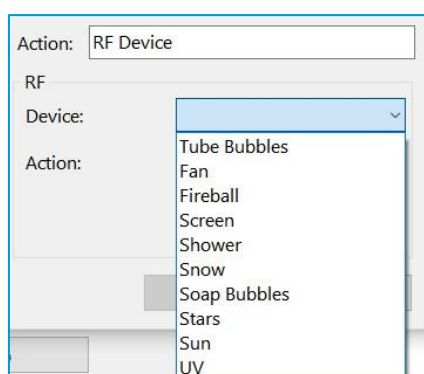 Action: RF Device
RF
Device:
Tube Bubbles
Action:
Fan
Fireball
Screen
Shower
Snow
Soap Bubbles
Stars
Sun
UV